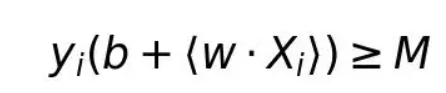 yᵢ(b + ⟨w · Xᵢ⟩) ≥ M